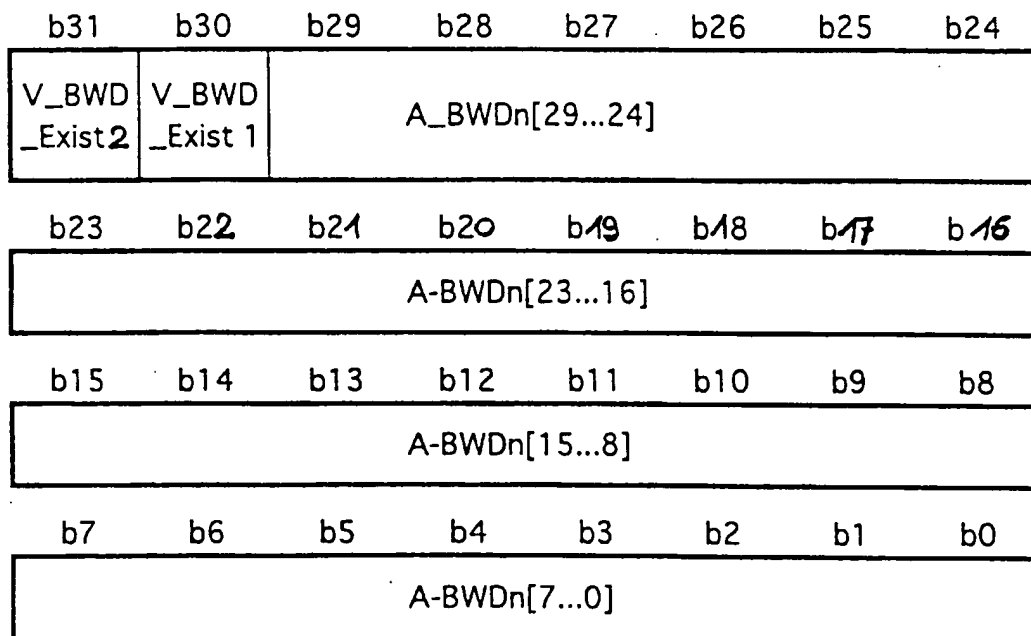 b31 b30 b29 b28 b27 b26 b25 b24
V_BWD V_BWD A_BWDn[29...24]
_Exist2 _Exist 1
b23 b22 b21 b20 b19 b18 b17 b16
A-BWDn[23...16]
b15 b14 b13 b12 b11 b10 b9 b8
A-BWDn[15...8]
b7 b6 b5 b4 b3 b2 b1 b0
A-BWDn[7...0]